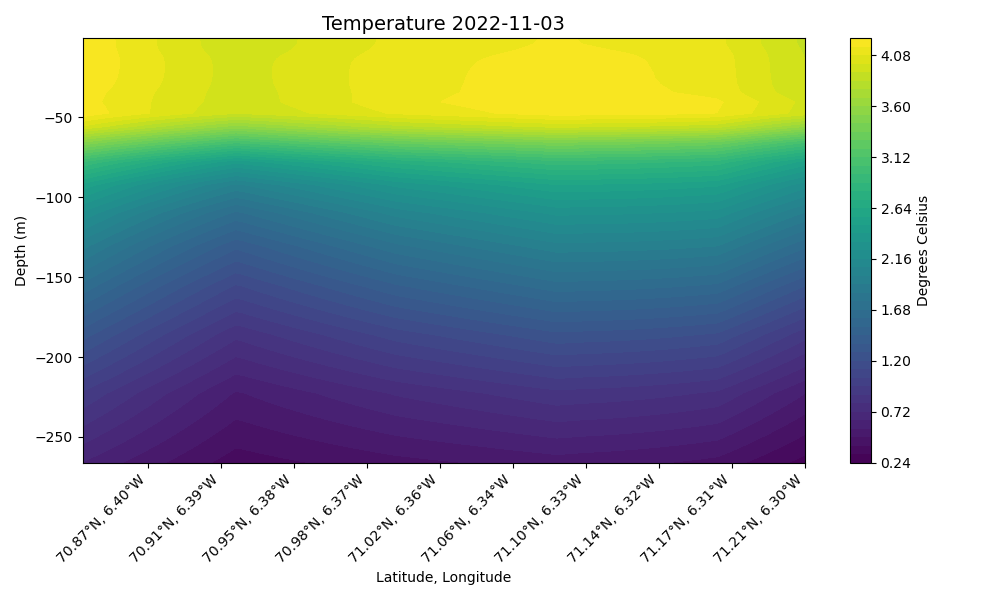 Temperature 2022-11-03
Depth (m)
−50
−100
−150
−200
−250
70.87°N, 6.40°W
70.91°N, 6.39°W
70.95°N, 6.38°W
70.98°N, 6.37°W
71.02°N, 6.36°W
71.06°N, 6.34°W
71.10°N, 6.33°W
71.14°N, 6.32°W
71.17°N, 6.31°W
71.21°N, 6.30°W
Latitude, Longitude
4.08
3.60
3.12
2.64
2.16
1.68
1.20
0.72
0.24
Degrees Celsius